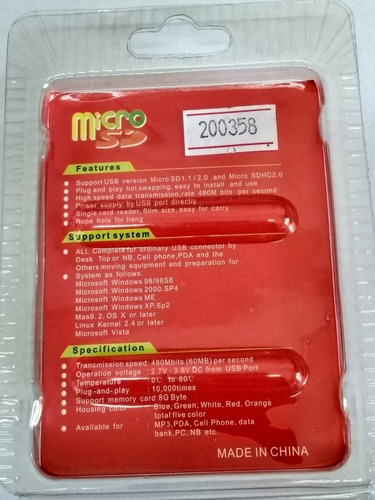 micro
SD
200358
Features
Support USB version Micro SD1.1/2.0 and Micro SDHC2.0
Plug and play hot swapping, easy to install and use
High speed data transmission,rate 480M bits per second
Power supply by USB port directly
Single card reader, Slim size, easy for carry
Rope hole for hang
Support system
ALL Complete for ordinary USB connector by
Desk Top or NB, Cell phone,PDA and the
Others moving equipment and preparation for
System as follows.
Microsoft Windows 98/98SE
Microsoft Windows 2000.SP4
Microsoft Windows ME
Microsoft Windows XP.Sp2
Mas9.2, OS X or later
Linux Kernal 2.4 or later
Microsoft Vista
Specification
Transmission speed: 480Mbits (60MB) per second
Operation voltage : 2.7V - 3.6V DC from USB Port
Temperature : 0℃ to 60℃
Plug-and-play : 10,000times
Support memory card: 8G Byte
Housing color : Blue, Green, White, Red, Orange
total five color
Available for : MP3,PDA, Cell Phone, data
bank,PC, NB etc.
MADE IN CHINA